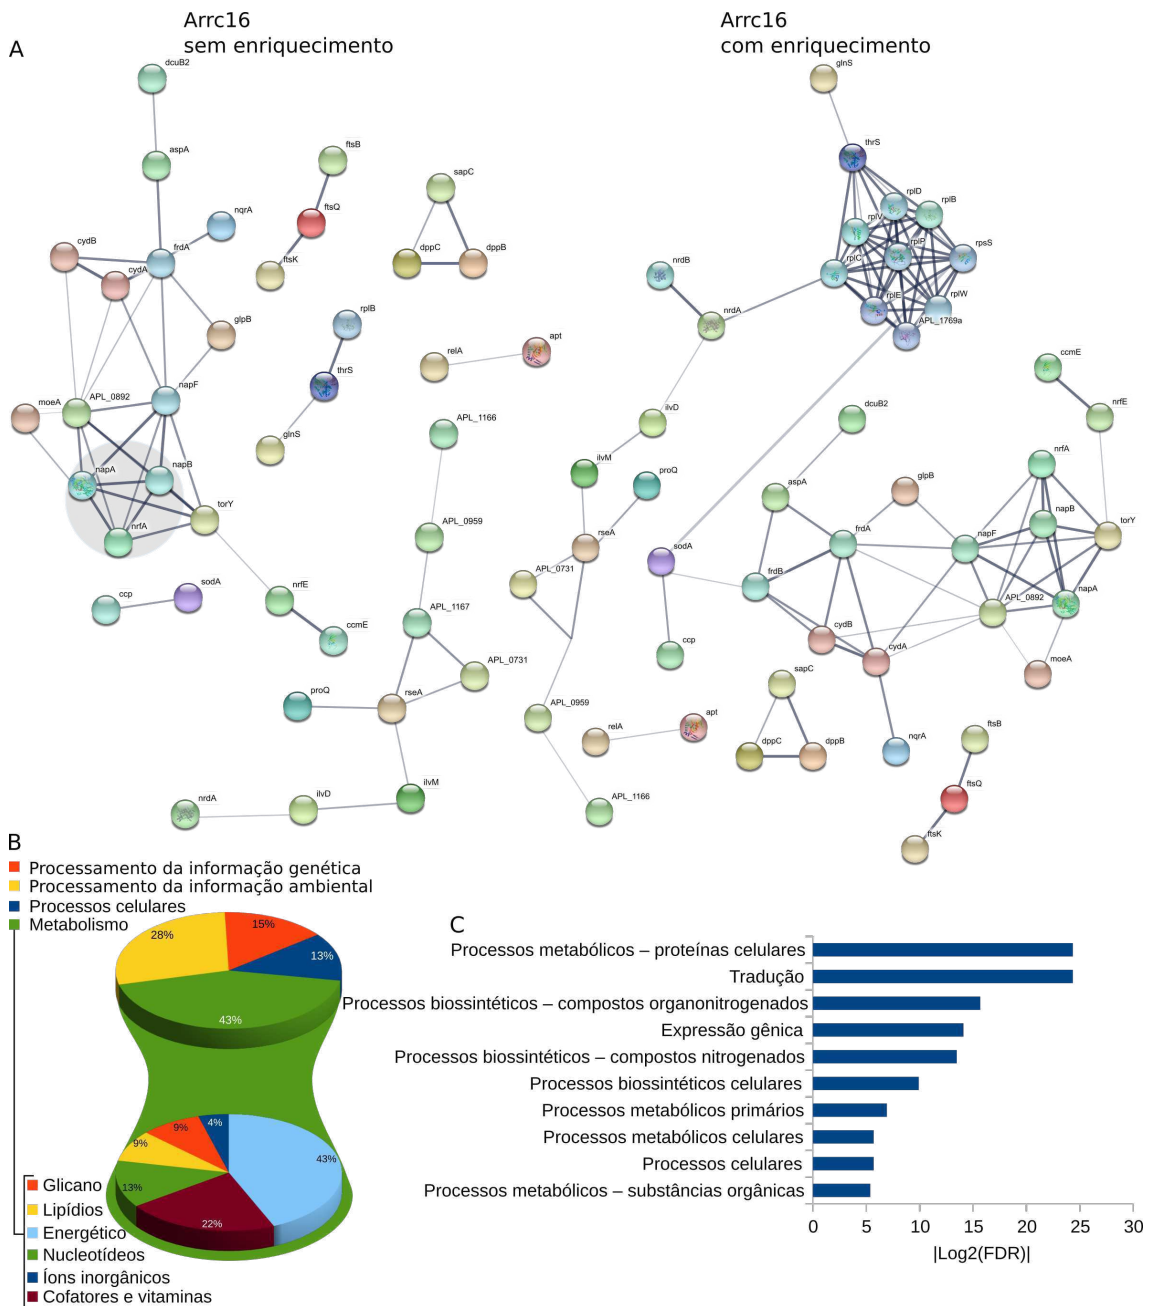 Arrc16
sem enriquecimento
Arrc16
com enriquecimento
A
dcuB2
aspA
nqrA
cydB
frdA
cydA
glpB
napF
APL_0892
moeA
napA
napB
nrfA
torY
ccp
sodA
nrfE
ccmE
ftsB
ftsQ
ftsK
sapC
dppC
dppB
rplB
thrS
glnS
relA
apt
APL_1166
APL_0959
APL_1167
APL_0731
proQ
rseA
ilvM
ilvD
nrdA
glnS
thrS
rplD
rplB
rplV
rplP
rpsS
rplC
rplE
rplW
APL_1769a
nrdB
nrdA
ilvD
ilvM
proQ
rseA
APL_0731
sodA
ccp
APL_0959
APL_1166
relA
apt
ccmE
nrfE
dcuB2
aspA
glpB
nrfA
napB
torY
frdA
napF
frdB
APL_0892
napA
cydB
cydA
moeA
nqrA
sapC
dppC
dppB
ftsB
ftsQ
ftsK
B
Processamento da informação genética
Processamento da informação ambiental
Processos celulares
Metabolismo
28%
15%
13%
43%
9%
9%
4%
43%
13%
22%
Glicano
Lipídios
Energético
Nucleotídeos
Íons inorgânicos
Cofatores e vitaminas
C
Processos metabólicos – proteínas celulares
Tradução
Processos biossintéticos – compostos organonitrogenados
Expressão gênica
Processos biossintéticos – compostos nitrogenados
Processos biossintéticos celulares
Processos metabólicos primários
Processos metabólicos celulares
Processos celulares
Processos metabólicos – substâncias orgânicas
0 5 10 15 20 25 30
|Log2(FDR)|